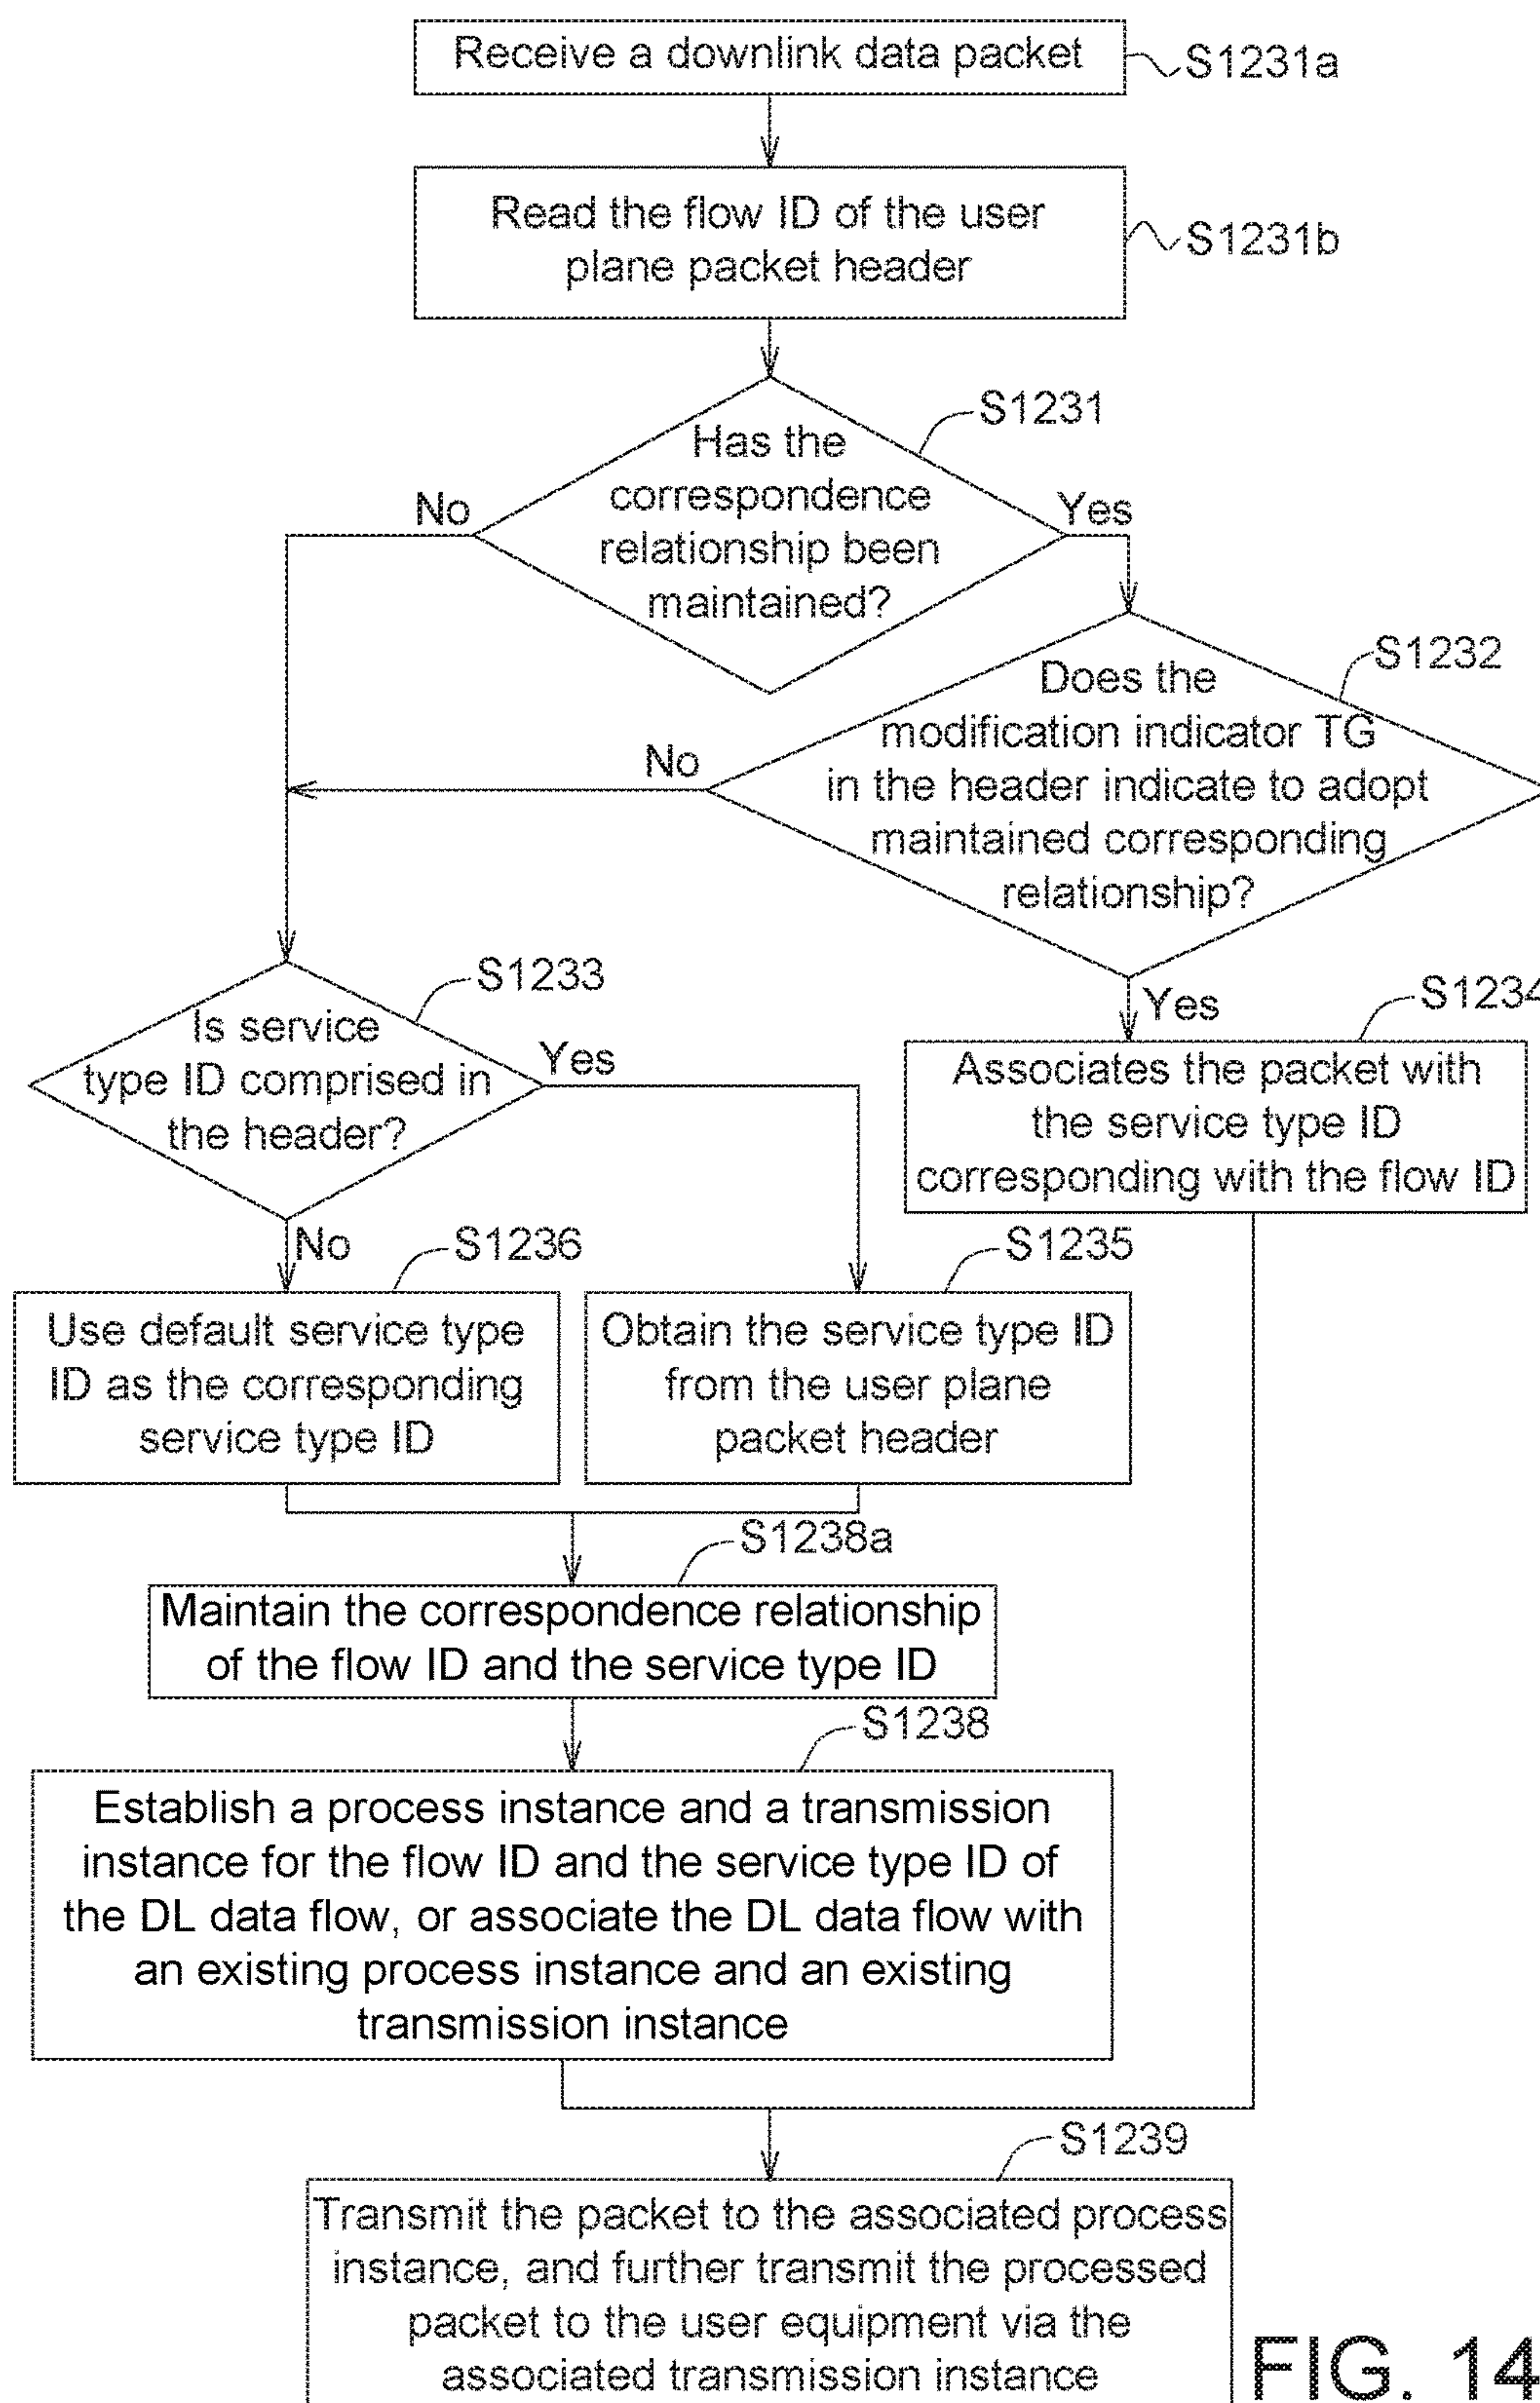 Receive a downlink data packet
S1231a
Read the flow ID of the user
plane packet header
S1231b
S1231
Has the
correspondence
relationship been
maintained?
No
Yes
S1232
Does the
modification indicator TG
in the header indicate to adopt
maintained corresponding
relationship?
No
Yes
S1233
Is service
type ID comprised in
the header?
Yes
No
S1234
Associates the packet with
the service type ID
corresponding with the flow ID
S1236
Use default service type
ID as the corresponding
service type ID
S1235
Obtain the service type ID
from the user plane
packet header
S1238a
Maintain the correspondence relationship
of the flow ID and the service type ID
S1238
Establish a process instance and a transmission
instance for the flow ID and the service type ID of
the DL data flow, or associate the DL data flow with
an existing process instance and an existing
transmission instance
S1239
Transmit the packet to the associated process
instance, and further transmit the processed
packet to the user equipment via the
associated transmission instance
FIG. 14